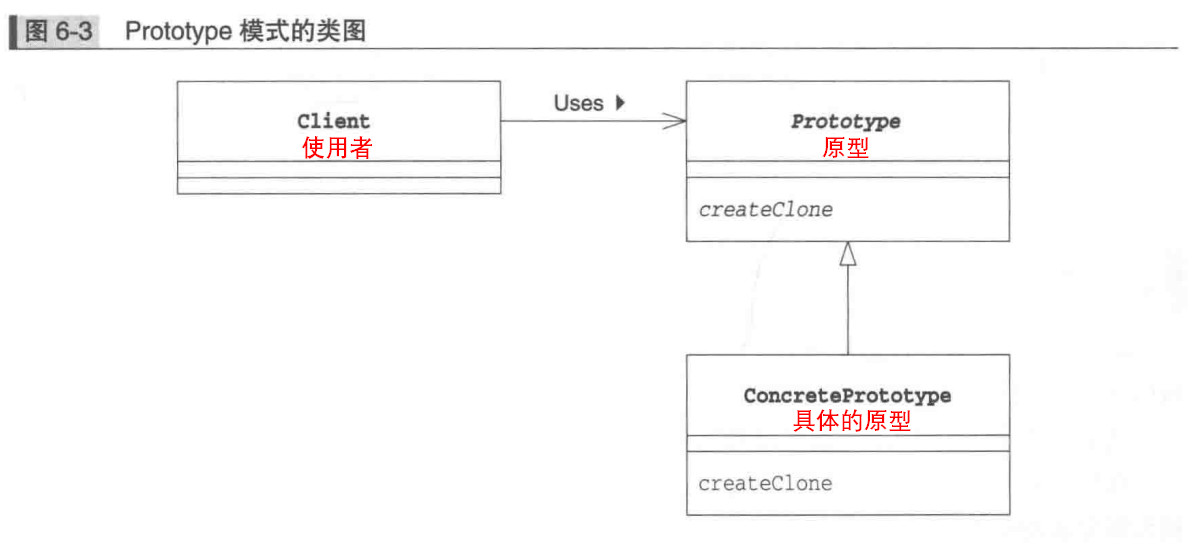 图 6-3 Prototype 模式的类图
Client
使用者
Uses
Prototype
原型
createClone
ConcretePrototype
具体的原型
createClone